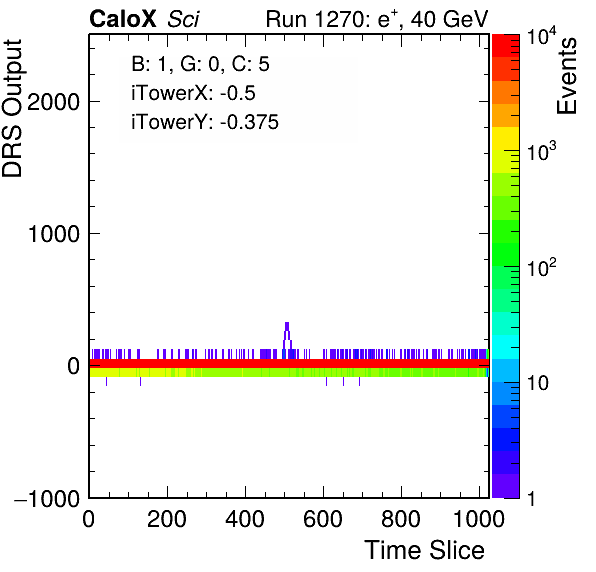 CaloX Sci Run 1270: e+, 40 GeV
B: 1, G: 0, C: 5
iTowerX: -0.5
iTowerY: -0.375
DRS Output
2000
1000
0
−1000
0 200 400 600 800 1000
Time Slice
Events
10^4
10^3
10^2
10
1